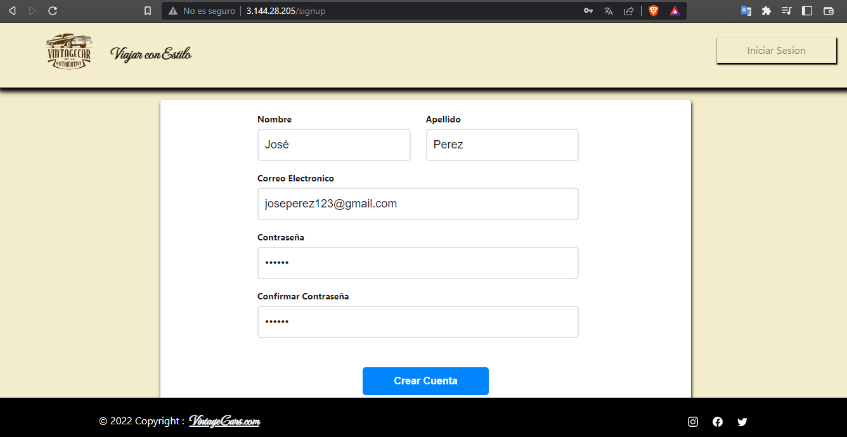 No es seguro 3.144.28.205/signup
VINTAGECAR
AUTOMOTIVE
Viajar con Estilo
Iniciar Sesion
Nombre Apellido
José Perez
Correo Electronico
joseperez123@gmail.com
Contraseña
••••••
Confirmar Contraseña
••••••
Crear Cuenta
© 2022 Copyright : VintageCars.com